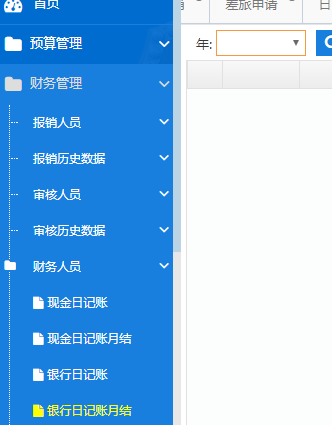 首页
差旅申请
预算管理
年:
财务管理
报销人员
报销历史数据
审核人员
审核历史数据
财务人员
现金日记账
现金日记账月结
银行日记账
银行日记账月结